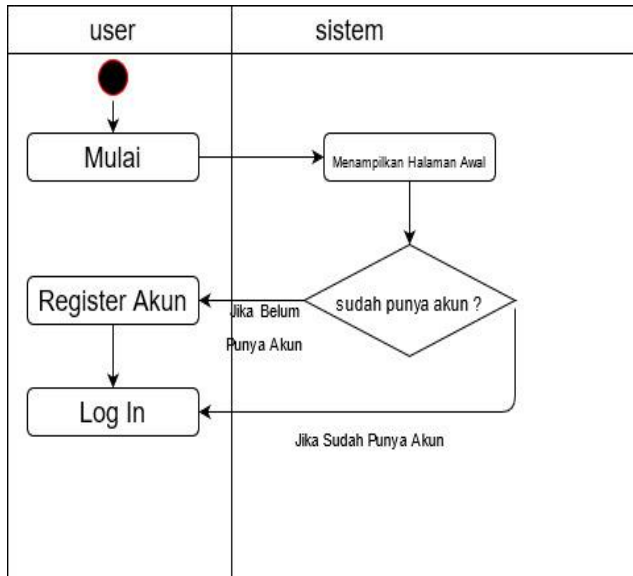 user
sistem
Mulai
Menampilkan Halaman Awal
Register Akun
sudah punya akun ?
Jika Belum
Punya Akun
Log In
Jika Sudah Punya Akun